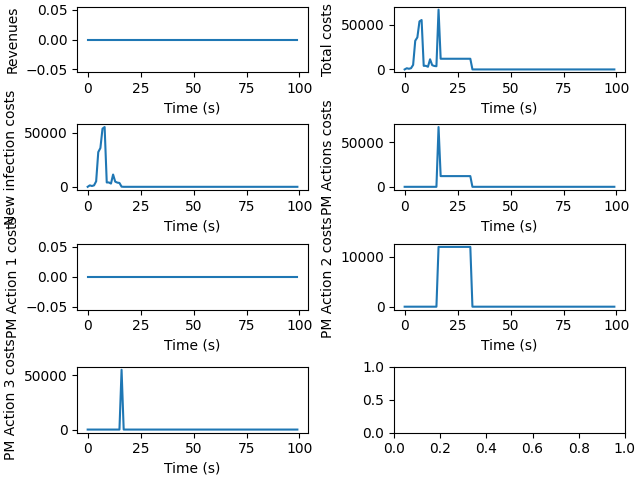 Revenues
0.05
0.00
−0.05
0 25 50 75 100
Time (s)
Total costs
50000
0
0 25 50 75 100
Time (s)
New infection costs
50000
0
0 25 50 75 100
Time (s)
PM Actions costs
50000
0
0 25 50 75 100
Time (s)
PM Action 1 costs
0.05
0.00
−0.05
0 25 50 75 100
Time (s)
PM Action 2 costs
10000
0
0 25 50 75 100
Time (s)
PM Action 3 costs
50000
0
0 25 50 75 100
Time (s)
1.0
0.5
0.0
0.0 0.2 0.4 0.6 0.8 1.0